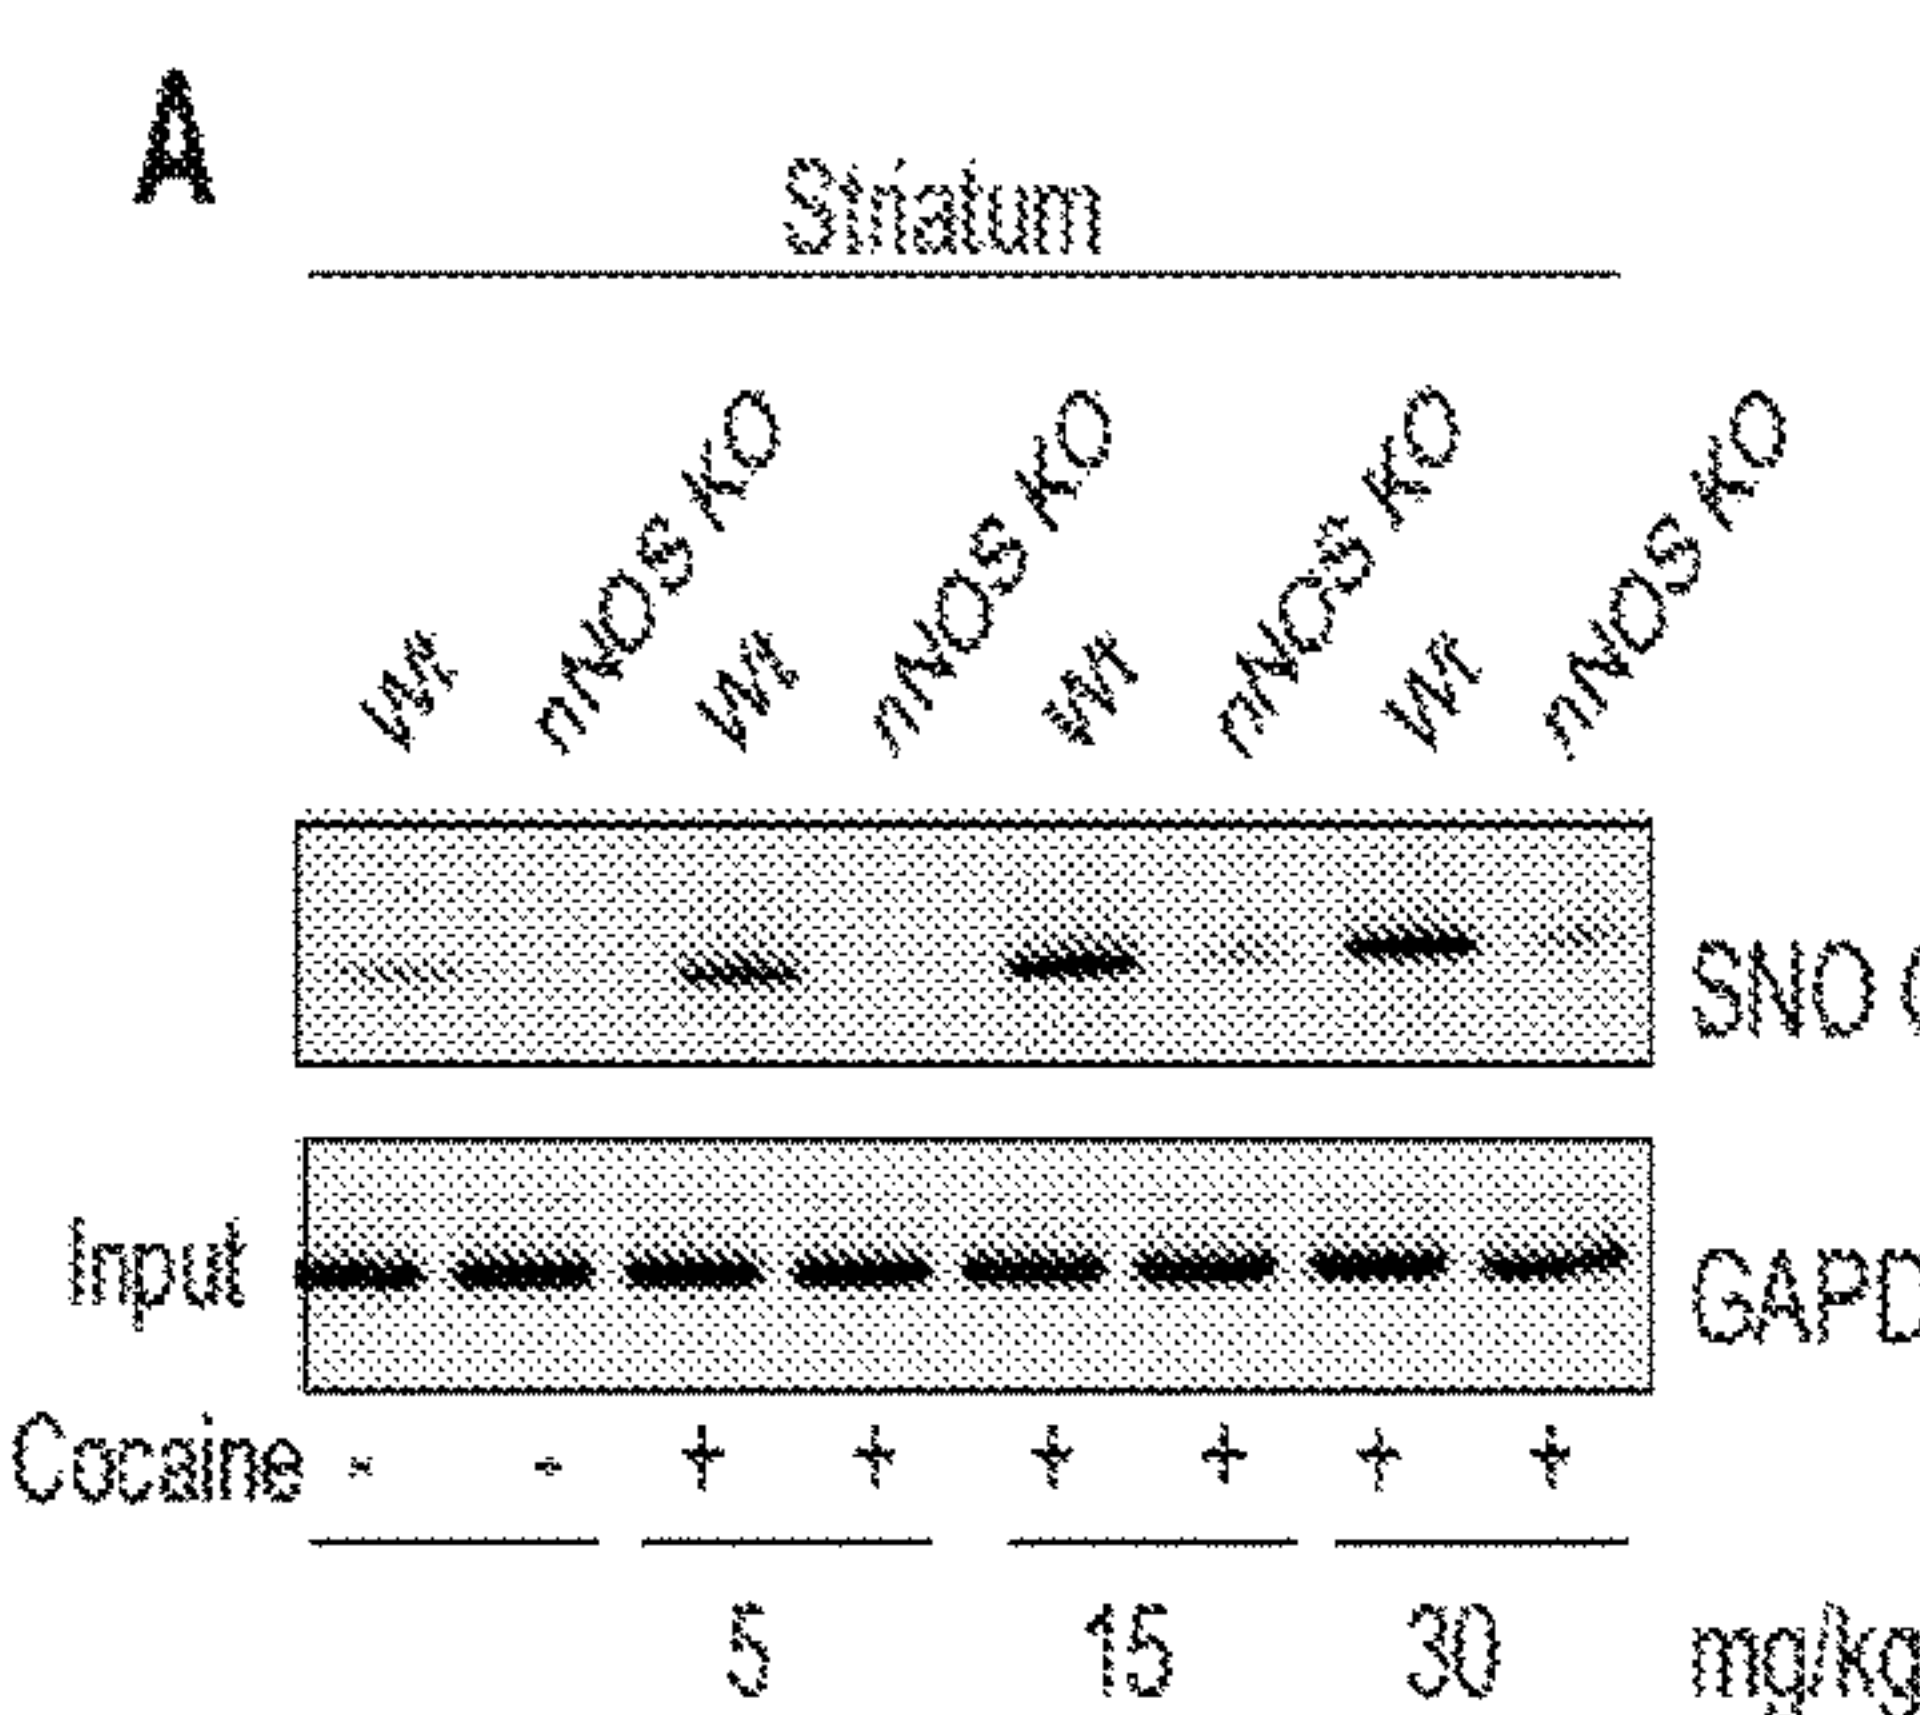 A
Striatum
Wt nNOS KO Wt nNOS KO Wt nNOS KO Wt nNOS KO
SNO
Input GAPD
Cocaine - - + + + + + +
5 15 30 mg/kg